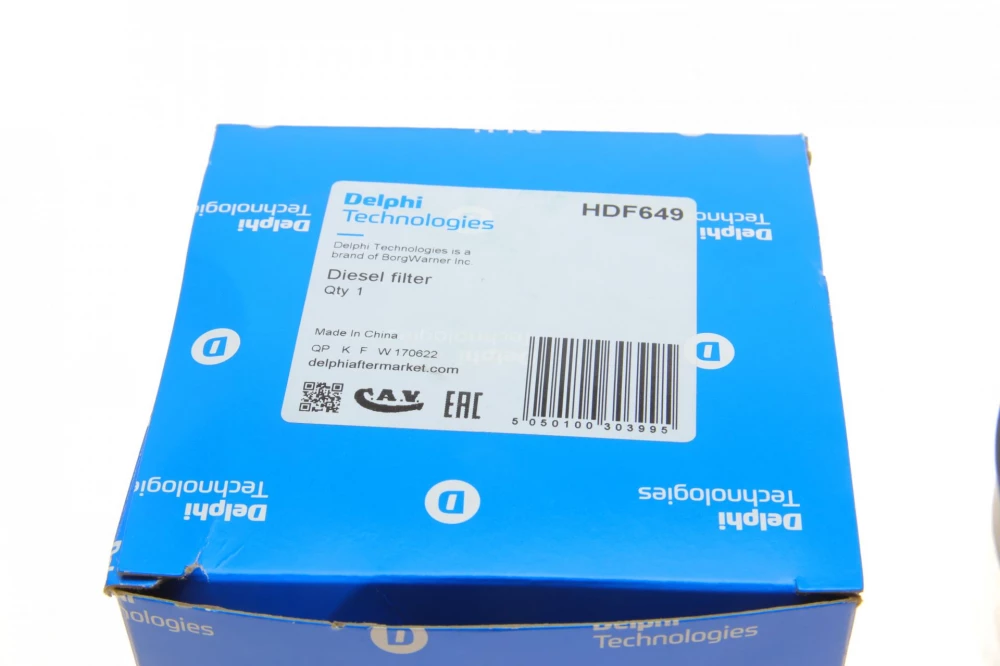 Delphi
Technologies
HDF649
Delphi Technologies is a
brand of BorgWarner Inc
Diesel filter
Qty 1
Made In China
QP K F W 170622
delphiaftermarket.com
C.A.V.
EAC
5 050100 303995
Delphi
Technologies
Delphi
Technologies
D
D
Delphi
Technologies
D
Delphi
Technologies
D
Delphi
Technologies